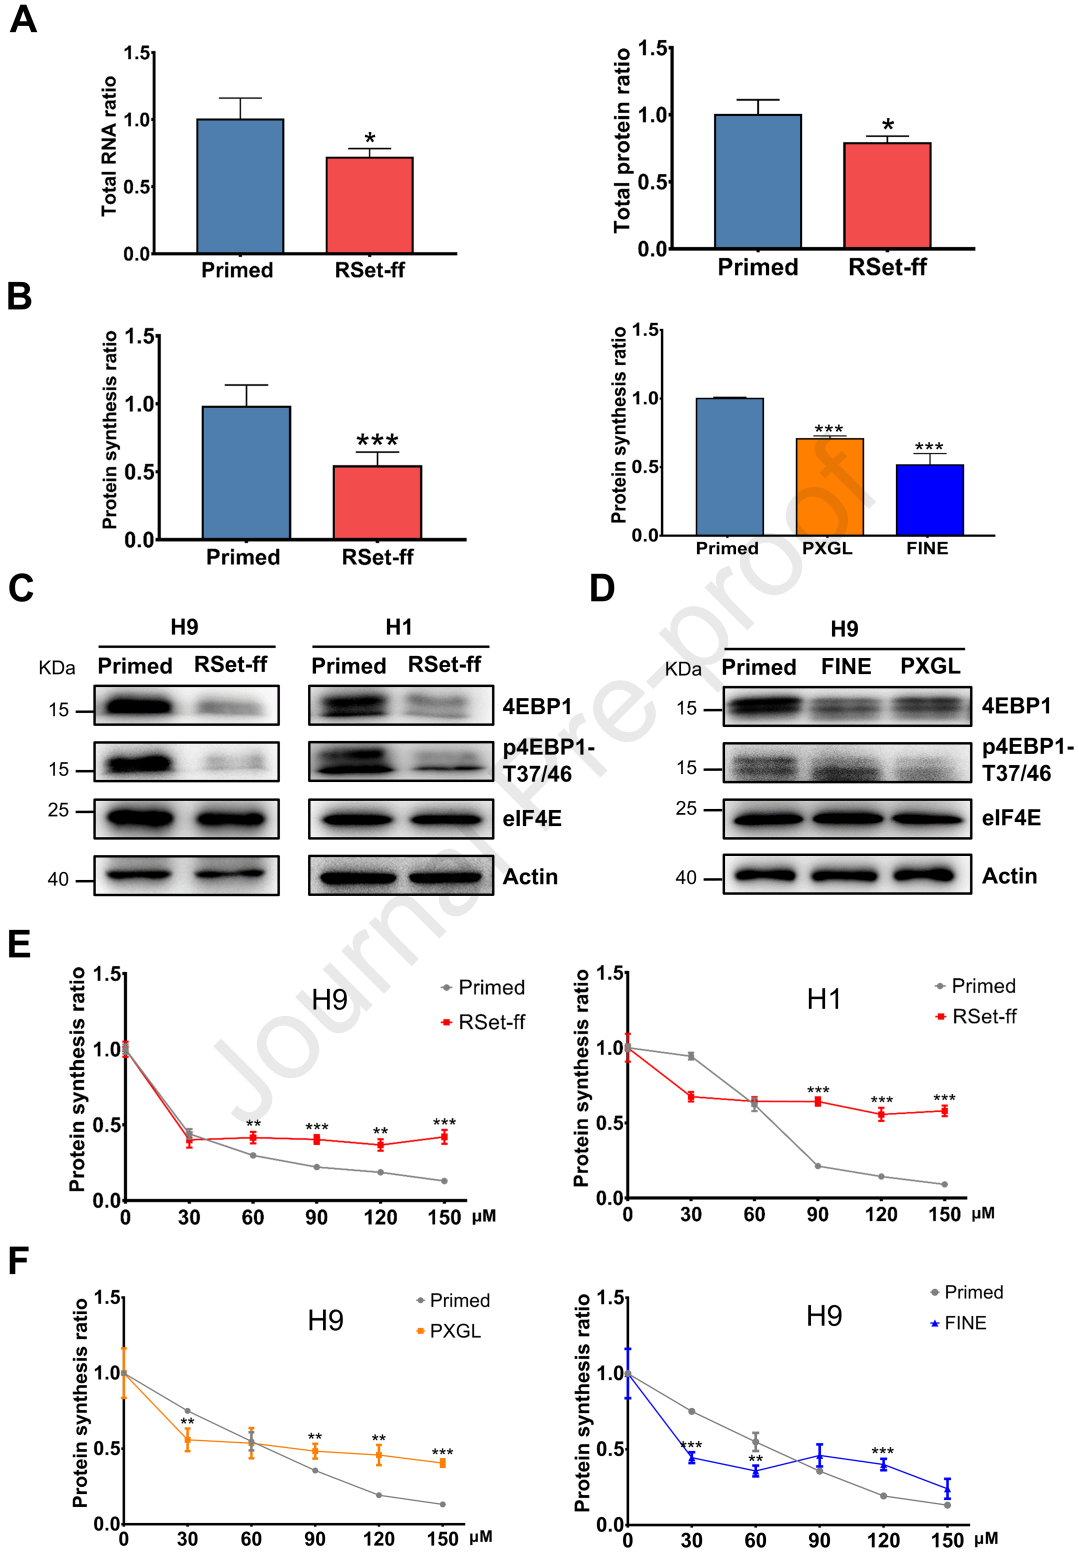 A
1.5
1.0
0.5
0.0
Total RNA ratio
*
Primed
RSet-ff
1.5
1.0
0.5
0.0
Total protein ratio
*
Primed
RSet-ff
B
1.5
1.0
0.5
0.0
Protein synthesis ratio
***
Primed
RSet-ff
1.5
1.0
0.5
0.0
Protein synthesis ratio
***
***
Primed
PXGL
FINE
C
H9
H1
KDa
Primed
RSet-ff
Primed
RSet-ff
15
4EBP1
15
p4EBP1-
T37/46
25
eIF4E
40
Actin
D
H9
KDa
Primed
FINE
PXGL
15
4EBP1
15
p4EBP1-
T37/46
25
eIF4E
40
Actin
E
1.5
1.0
0.5
0.0
Protein synthesis ratio
H9
Primed
RSet-ff
** *** ** ***
0 30 60 90 120 150 µM
1.5
1.0
0.5
0.0
Protein synthesis ratio
H1
Primed
RSet-ff
*** *** ***
0 30 60 90 120 150 µM
F
1.5
1.0
0.5
0.0
Protein synthesis ratio
H9
Primed
PXGL
** ** ** ***
0 30 60 90 120 150 µM
1.5
1.0
0.5
0.0
Protein synthesis ratio
H9
Primed
FINE
*** ** ***
0 30 60 90 120 150 µM
Journal Pre-proof